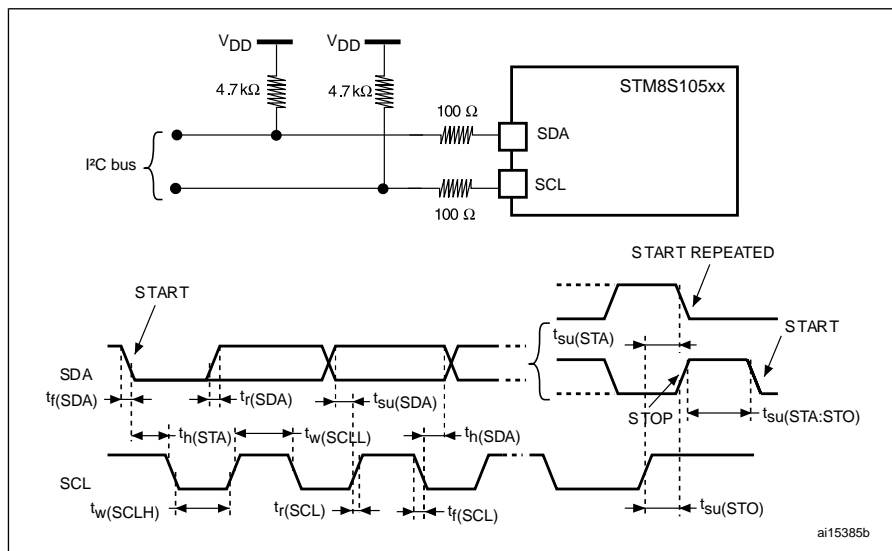 VDD VDD
4.7kΩ 4.7kΩ
STM8S105xx
100 Ω
SDA
I²C bus
SCL
100 Ω
START REPEATED
START
tsu(STA)
START
SDA
tf(SDA) tr(SDA) tsu(SDA)
STOP
tsu(STA:STO)
th(STA) tw(SCLL) th(SDA)
SCL
tw(SCLH) tr(SCL) tf(SCL) tsu(STO)
ai15385b